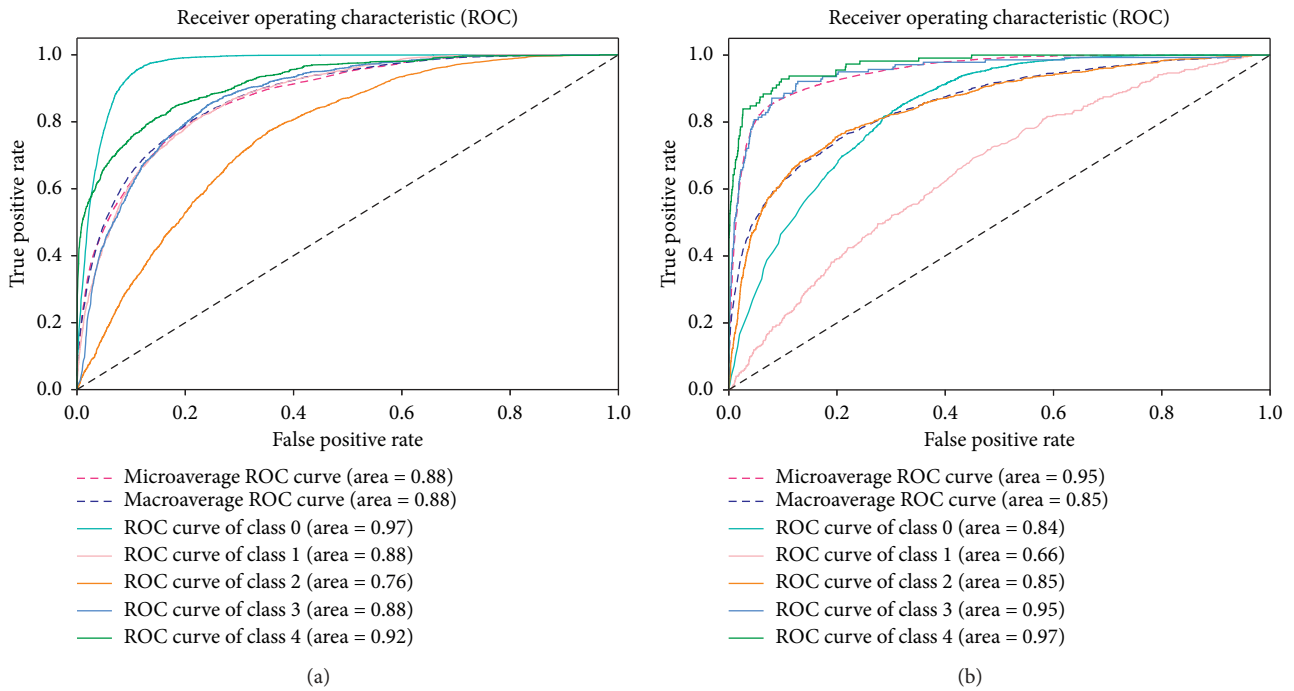 Receiver operating characteristic (ROC)
1.0
0.8
0.6
0.4
0.2
0.0
True positive rate
0.0 0.2 0.4 0.6 0.8 1.0
False positive rate
Microaverage ROC curve (area = 0.88)
Macroaverage ROC curve (area = 0.88)
ROC curve of class 0 (area = 0.97)
ROC curve of class 1 (area = 0.88)
ROC curve of class 2 (area = 0.76)
ROC curve of class 3 (area = 0.88)
ROC curve of class 4 (area = 0.92)
(a)
Receiver operating characteristic (ROC)
1.0
0.8
0.6
0.4
0.2
0.0
True positive rate
0.0 0.2 0.4 0.6 0.8 1.0
False positive rate
Microaverage ROC curve (area = 0.95)
Macroaverage ROC curve (area = 0.85)
ROC curve of class 0 (area = 0.84)
ROC curve of class 1 (area = 0.66)
ROC curve of class 2 (area = 0.85)
ROC curve of class 3 (area = 0.95)
ROC curve of class 4 (area = 0.97)
(b)